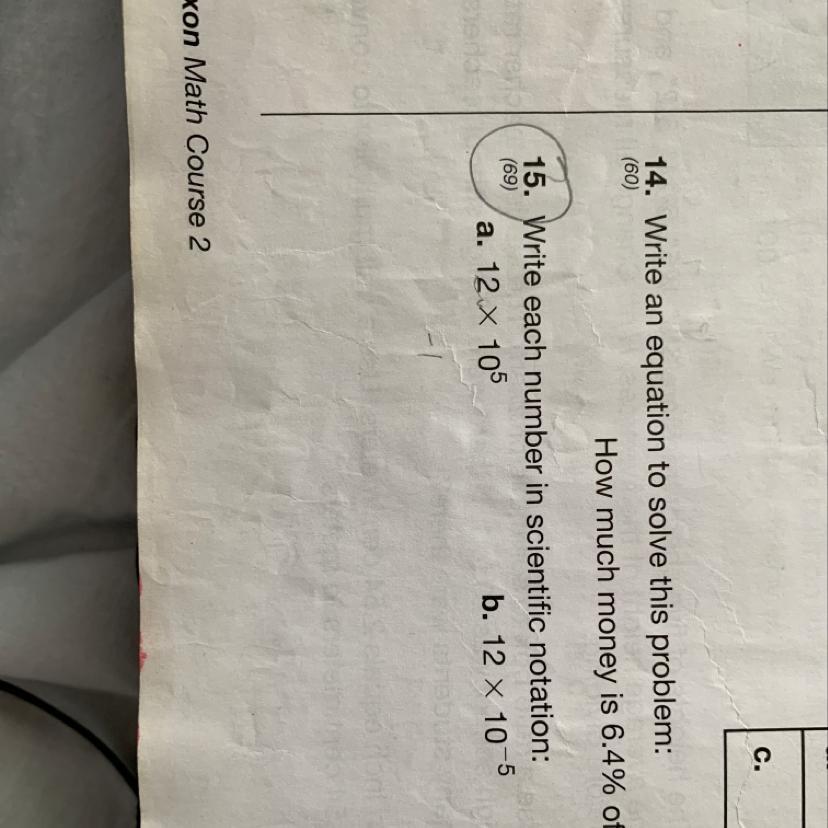 c.
14. Write an equation to solve this problem:
(60)
How much money is 6.4% of
15. Write each number in scientific notation:
(69)
a. 12 × 10⁵ b. 12 × 10⁻⁵
xon Math Course 2